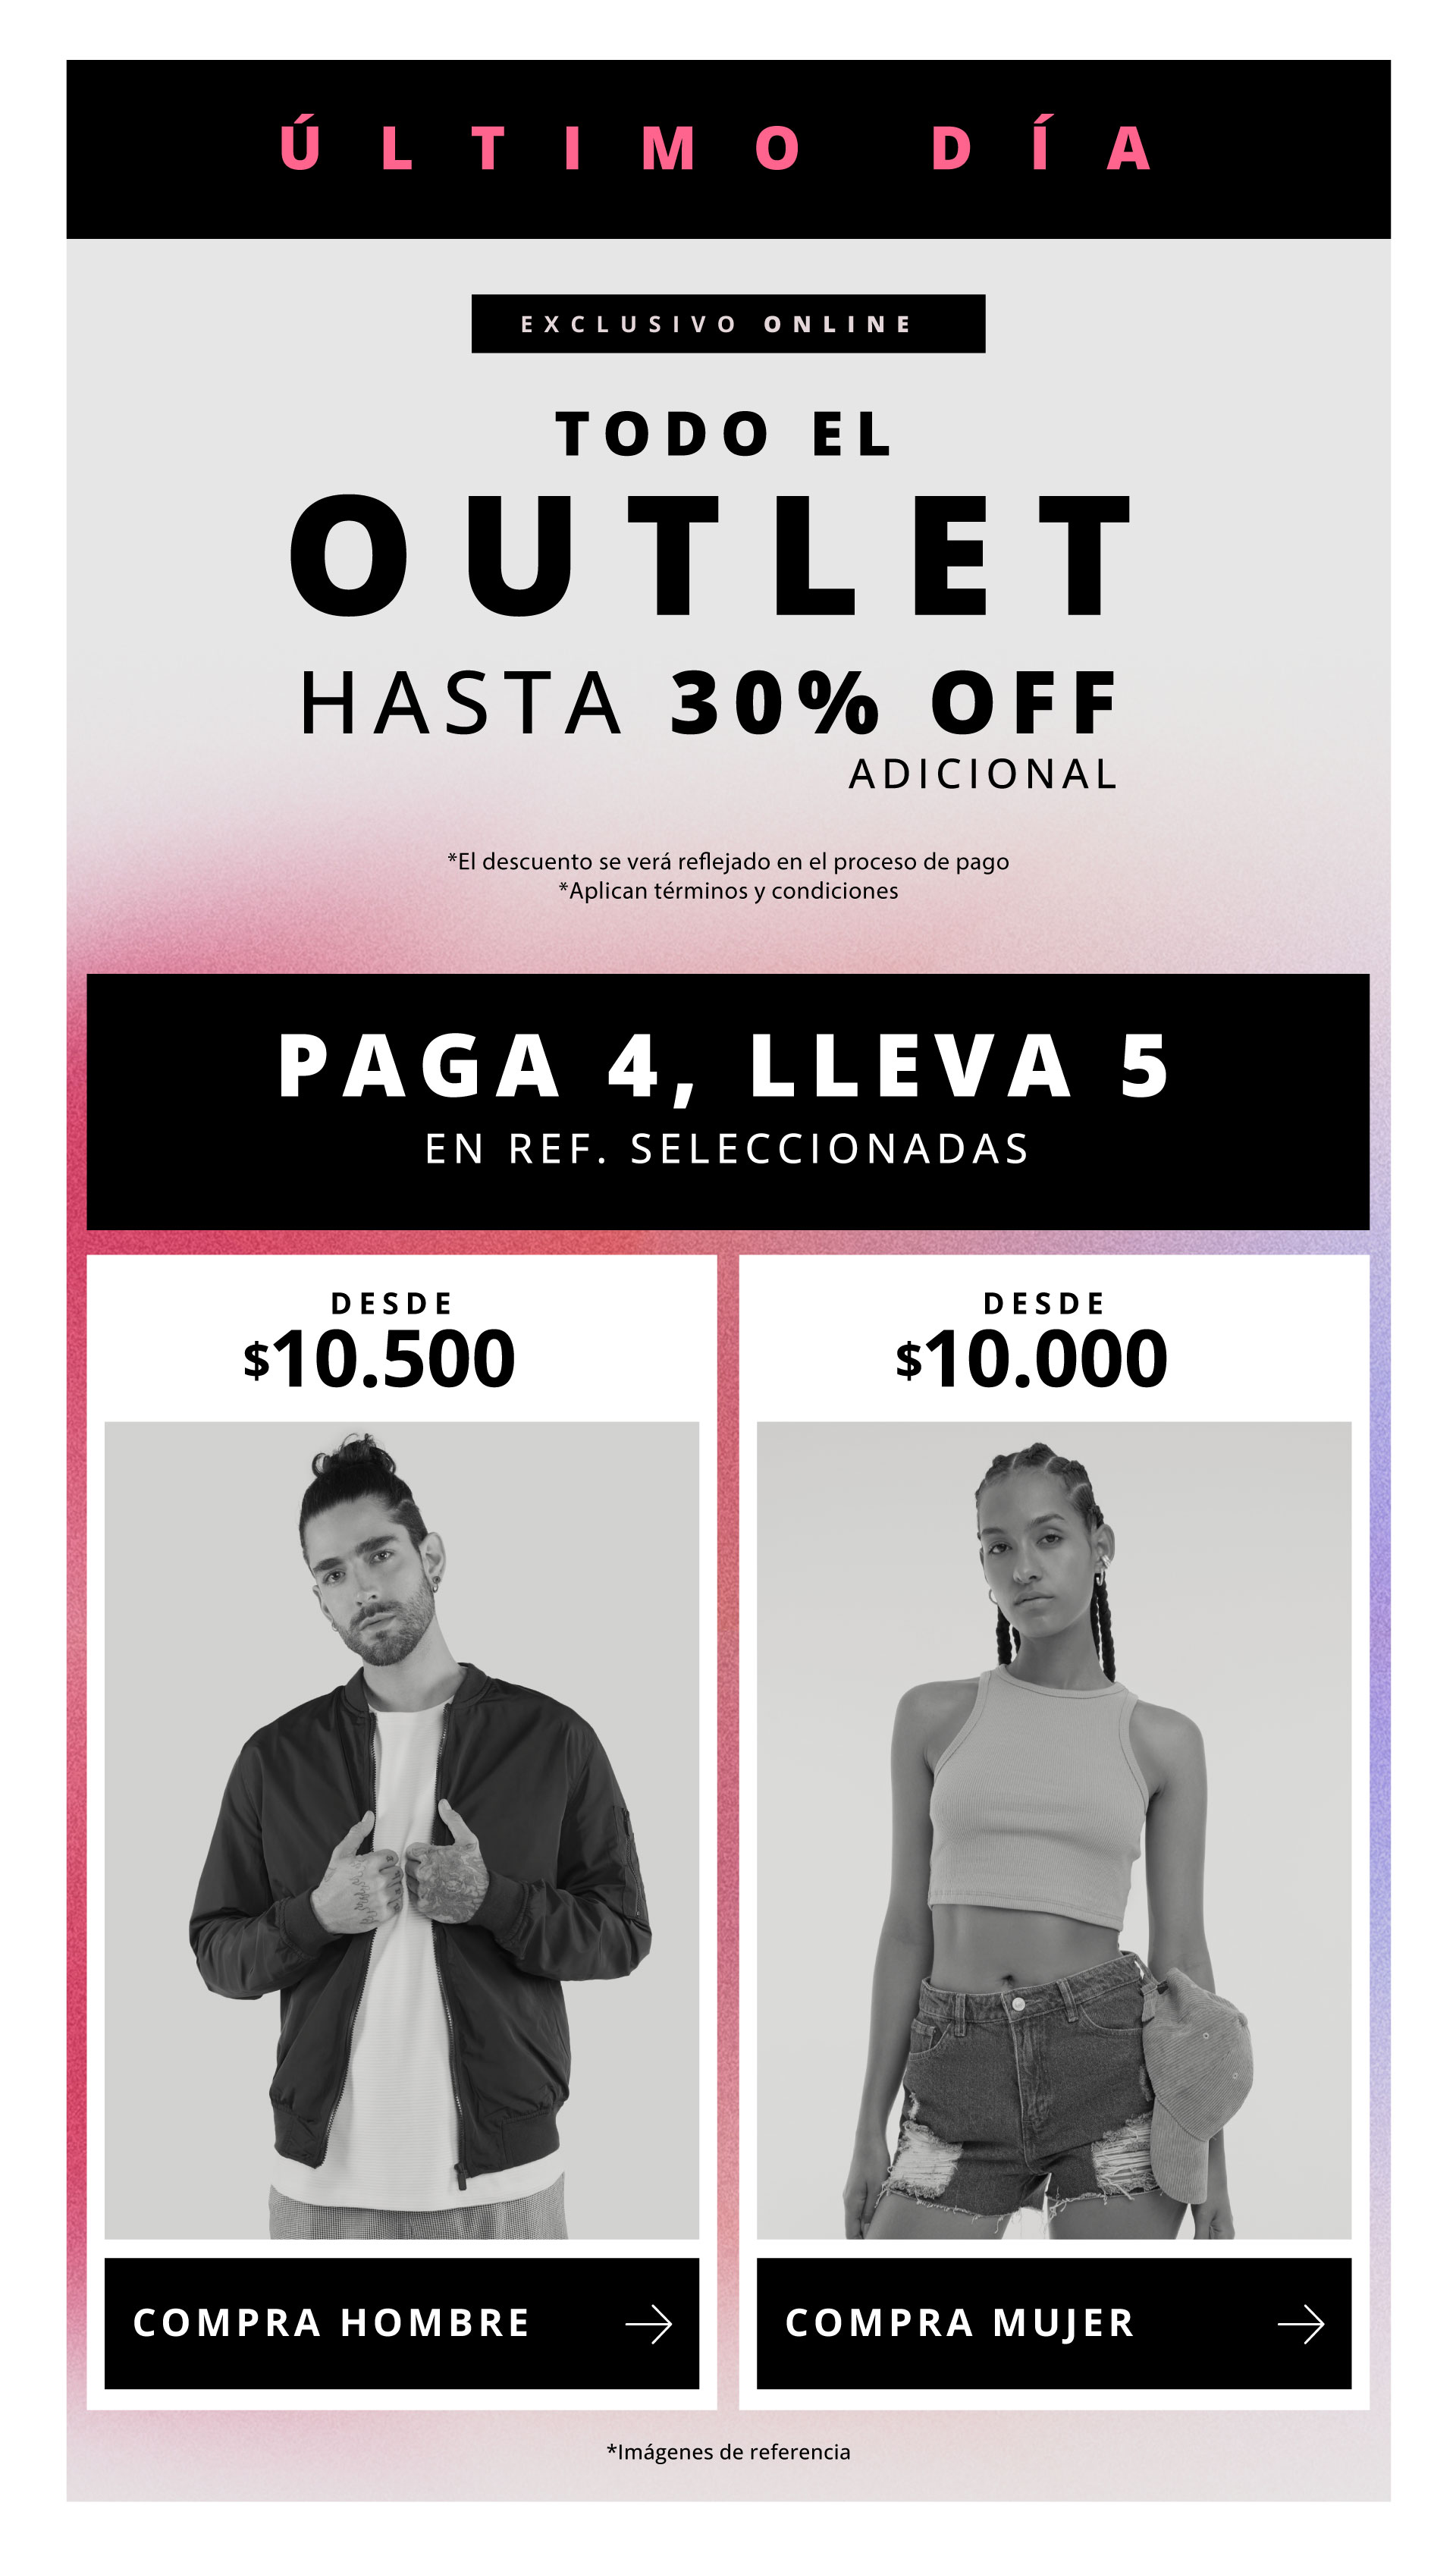 ÚLTIMO DÍA
EXCLUSIVO ONLINE
TODO EL
OUTLET
HASTA 30% OFF
ADICIONAL
*El descuento se verá reflejado en el proceso de pago
*Aplican términos y condiciones
PAGA 4, LLEVA 5
EN REF. SELECCIONADAS
DESDE
$10.500
COMPRA HOMBRE
DESDE
$10.000
COMPRA MUJER
*Imágenes de referencia